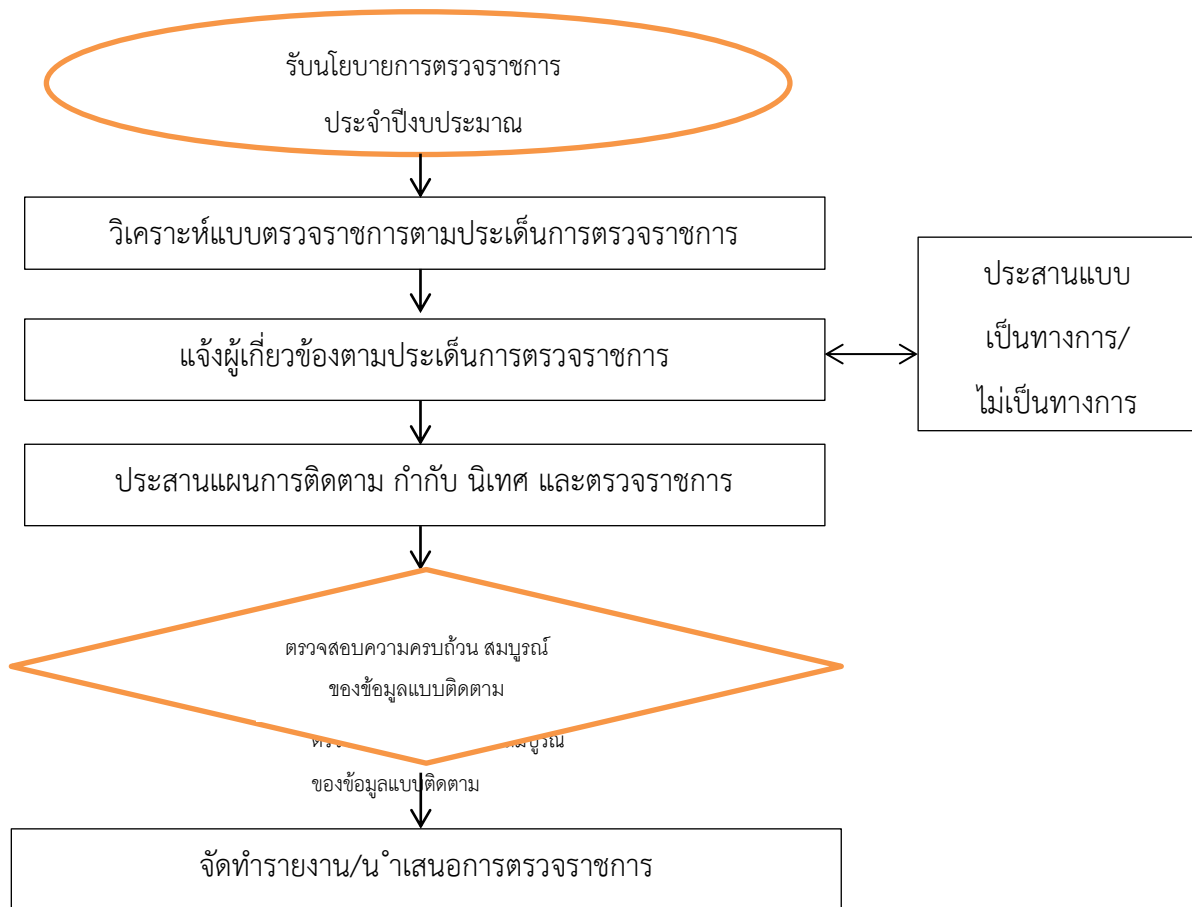 รับนโยบายการตรวจราชการ
ประจำปีงบประมาณ
วิเคราะห์แบบตรวจราชการตามประเด็นการตรวจราชการ
แจ้งผู้เกี่ยวข้องตามประเด็นการตรวจราชการ
ประสานแบบ
เป็นทางการ/
ไม่เป็นทางการ
ประสานแผนการติดตาม กำกับ นิเทศ และตรวจราชการ
ตรวจสอบความครบถ้วน สมบูรณ์
ของข้อมูลแบบติดตาม
ของข้อมูลแบบติดตาม
จัดทำรายงาน/นำเสนอการตรวจราชการ